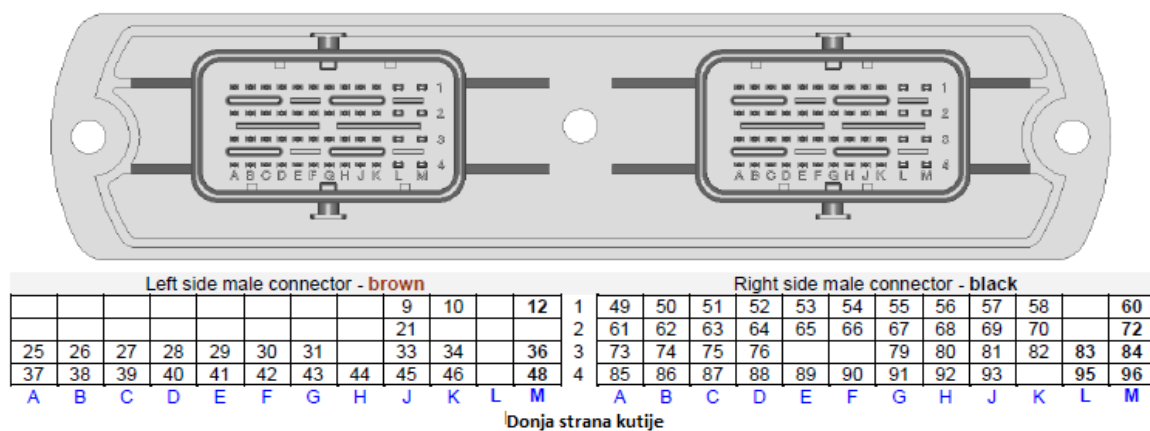 1 1
2 2
3 3
4 4
A B C D E F G H J K L M A B C D E F G H J K L M
Left side male connector - brown Right side male connector - black
9 10 12 1 49 50 51 52 53 54 55 56 57 58 60
21 2 61 62 63 64 65 66 67 68 69 70 72
25 26 27 28 29 30 31 33 34 36 3 73 74 75 76 79 80 81 82 83 84
37 38 39 40 41 42 43 44 45 46 48 4 85 86 87 88 89 90 91 92 93 95 96
A B C D E F G H J K L M A B C D E F G H J K L M
Donja strana kutije